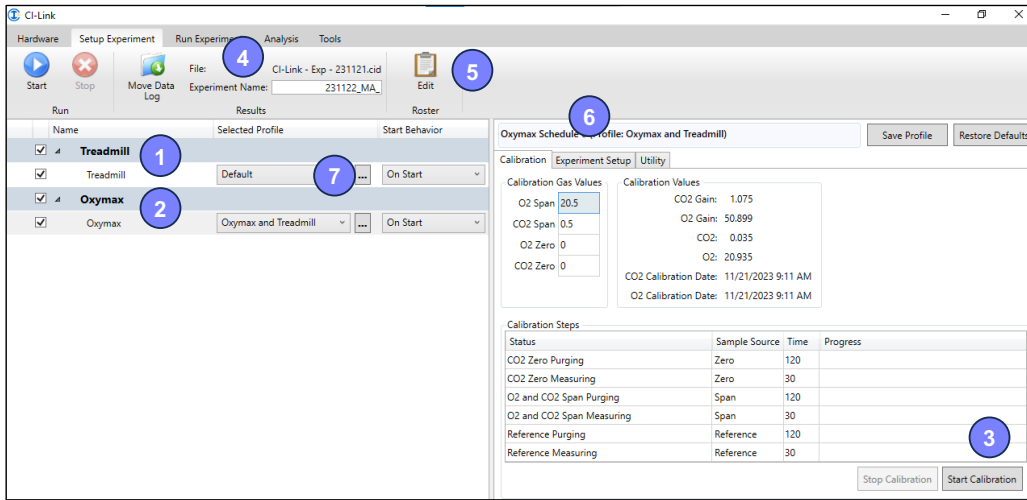 CI-Link
Hardware Setup Experiment Run Experime Analysis Tools
Start
Stop
Run
Move Data
Log
File: CI-Link - Exp - 231121.cid
Experiment Name: 231122_MA_
Results
Edit
Roster
4
5
Name Selected Profile Start Behavior
Treadmill
1
Treadmill Default ... On Start
7
Oxymax
2
Oxymax Oxymax and Treadmill ... On Start
6
Oxymax Schedule (Profile: Oxymax and Treadmill) Save Profile Restore Defaults
Calibration Experiment Setup Utility
Calibration Gas Values
O2 Span 20.5
CO2 Span 0.5
O2 Zero 0
CO2 Zero 0
Calibration Values
CO2 Gain: 1.075
O2 Gain: 50.899
CO2: 0.035
O2: 20.935
CO2 Calibration Date: 11/21/2023 9:11 AM
O2 Calibration Date: 11/21/2023 9:11 AM
Calibration Steps
Status Sample Source Time Progress
CO2 Zero Purging Zero 120
CO2 Zero Measuring Zero 30
O2 and CO2 Span Purging Span 120
O2 and CO2 Span Measuring Span 30
Reference Purging Reference 120
Reference Measuring Reference 30
3
Stop Calibration Start Calibration